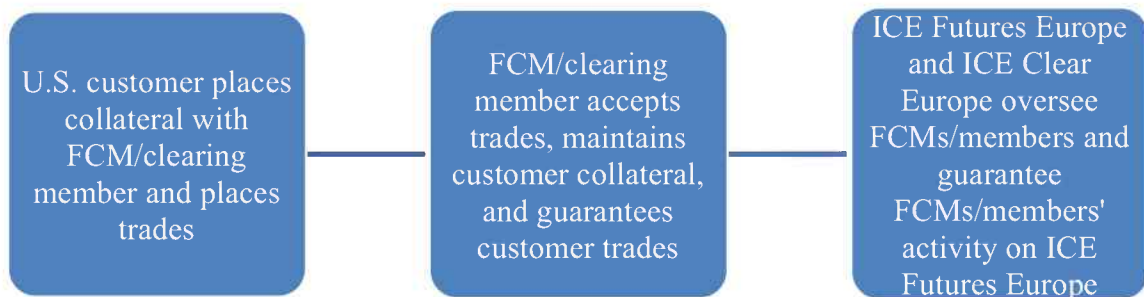 U.S. customer places
collateral with
FCM/clearing
member and places
trades
FCM/clearing
member accepts
trades, maintains
customer collateral,
and guarantees
customer trades
ICE Futures Europe
and ICE Clear
Europe oversee
FCMs/members and
guarantee
FCMs/members'
activity on ICE
Futures Europe